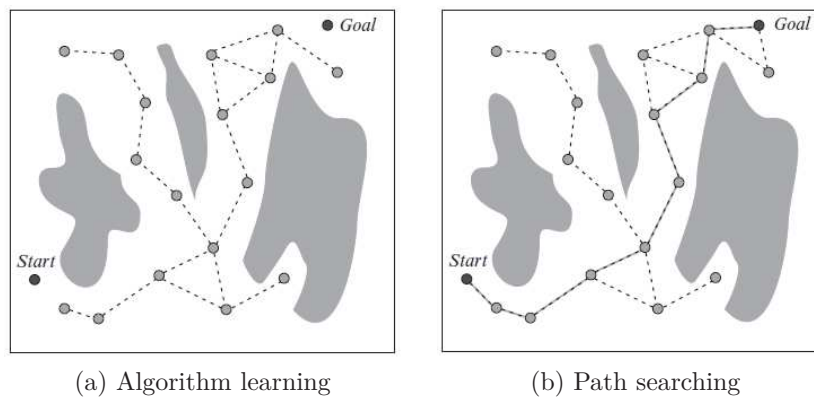 Goal
Start
(a) Algorithm learning
Goal
Start
(b) Path searching